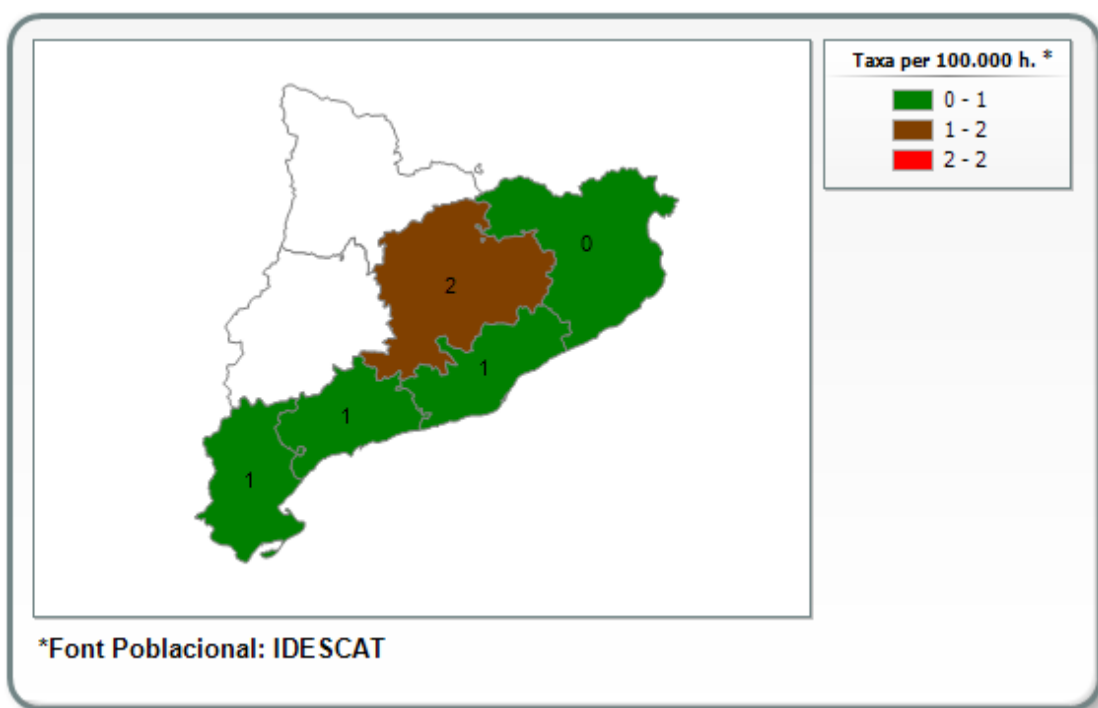 Taxa per 100.000 h. *
0 - 1
1 - 2
2 - 2
0
2
1
1
1
*Font Poblacional: IDESCAT